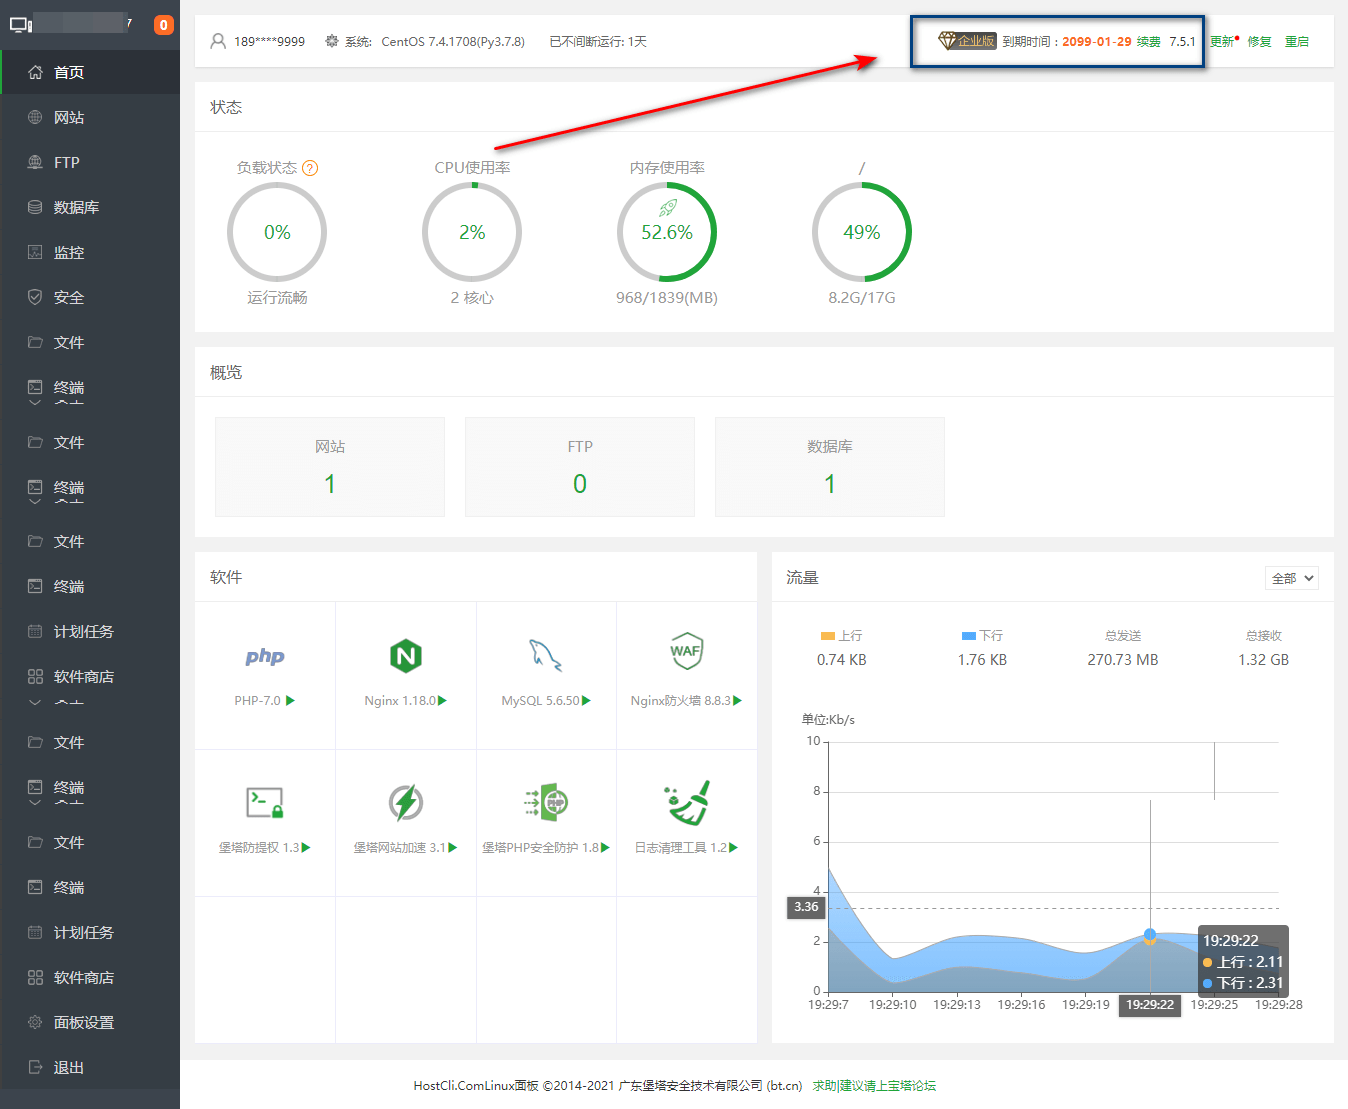 7
0
首页
网站
FTP
数据库
监控
安全
文件
终端
文件
终端
文件
终端
计划任务
软件商店
文件
终端
文件
终端
计划任务
软件商店
面板设置
退出
189****9999 系统: CentOS 7.4.1708(Py3.7.8) 已不间断运行: 1天 企业版 到期时间 : 2099-01-29 续费 7.5.1 更新 修复 重启
状态
负载状态 ? CPU使用率 内存使用率 /
0% 2% 52.6% 49%
运行流畅 2 核心 968/1839(MB) 8.2G/17G
概览
网站 FTP 数据库
1 0 1
软件
php N WAF
PHP-7.0 Nginx 1.18.0 MySQL 5.6.50 Nginx防火墙 8.8.3
堡塔防提权 1.3 堡塔网站加速 3.1 堡塔PHP安全防护 1.8 日志清理工具 1.2
流量 全部
上行 下行 总发送 总接收
0.74 KB 1.76 KB 270.73 MB 1.32 GB
单位:Kb/s
10
8
6
4
3.36
2
0
19:29:22
上行 : 2.11
下行 : 2.31
19:29:7 19:29:10 19:29:13 19:29:16 19:29:19 19:29:22 19:29:25 19:29:28
HostCli.ComLinux面板 ©2014-2021 广东堡塔安全技术有限公司 (bt.cn) 求助|建议请上宝塔论坛